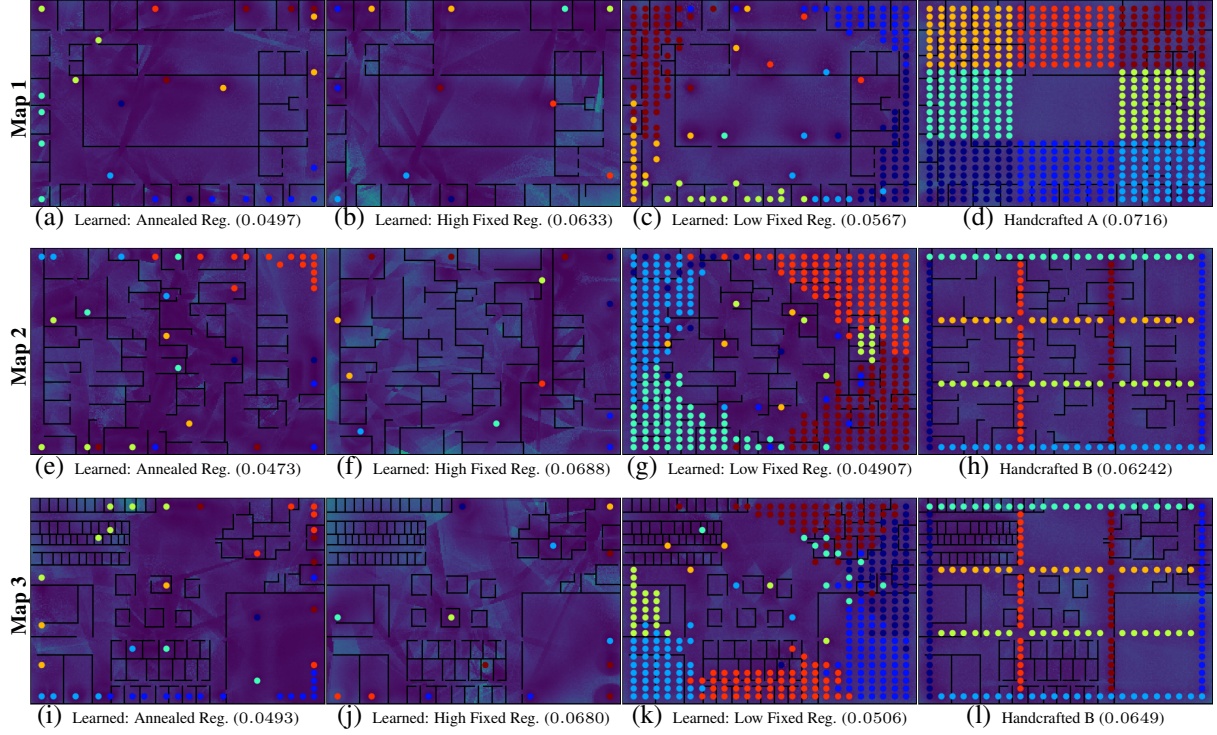 Map 1
(a) Learned: Annealed Reg. (0.0497)
(b) Learned: High Fixed Reg. (0.0633)
(c) Learned: Low Fixed Reg. (0.0567)
(d) Handcrafted A (0.0716)
Map 2
(e) Learned: Annealed Reg. (0.0473)
(f) Learned: High Fixed Reg. (0.0688)
(g) Learned: Low Fixed Reg. (0.04907)
(h) Handcrafted B (0.06242)
Map 3
(i) Learned: Annealed Reg. (0.0493)
(j) Learned: High Fixed Reg. (0.0680)
(k) Learned: Low Fixed Reg. (0.0506)
(l) Handcrafted B (0.0649)